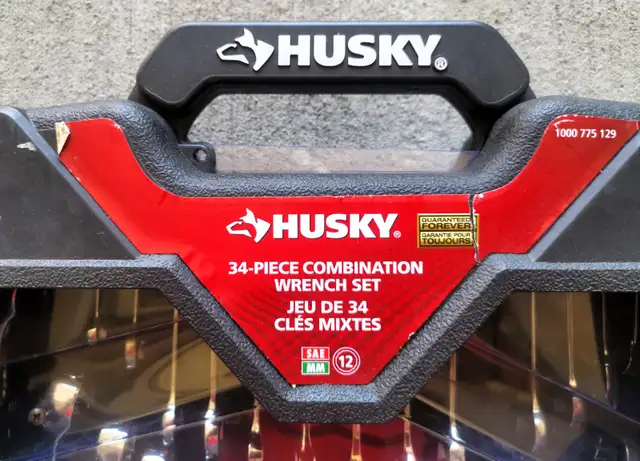 HUSKY®
1000 775 129
HUSKY®
GUARANTEED
FOREVER
GARANTIE POUR
TOUJOURS
34-PIECE COMBINATION
WRENCH SET
JEU DE 34
CLÉS MIXTES
SAE
MM
12